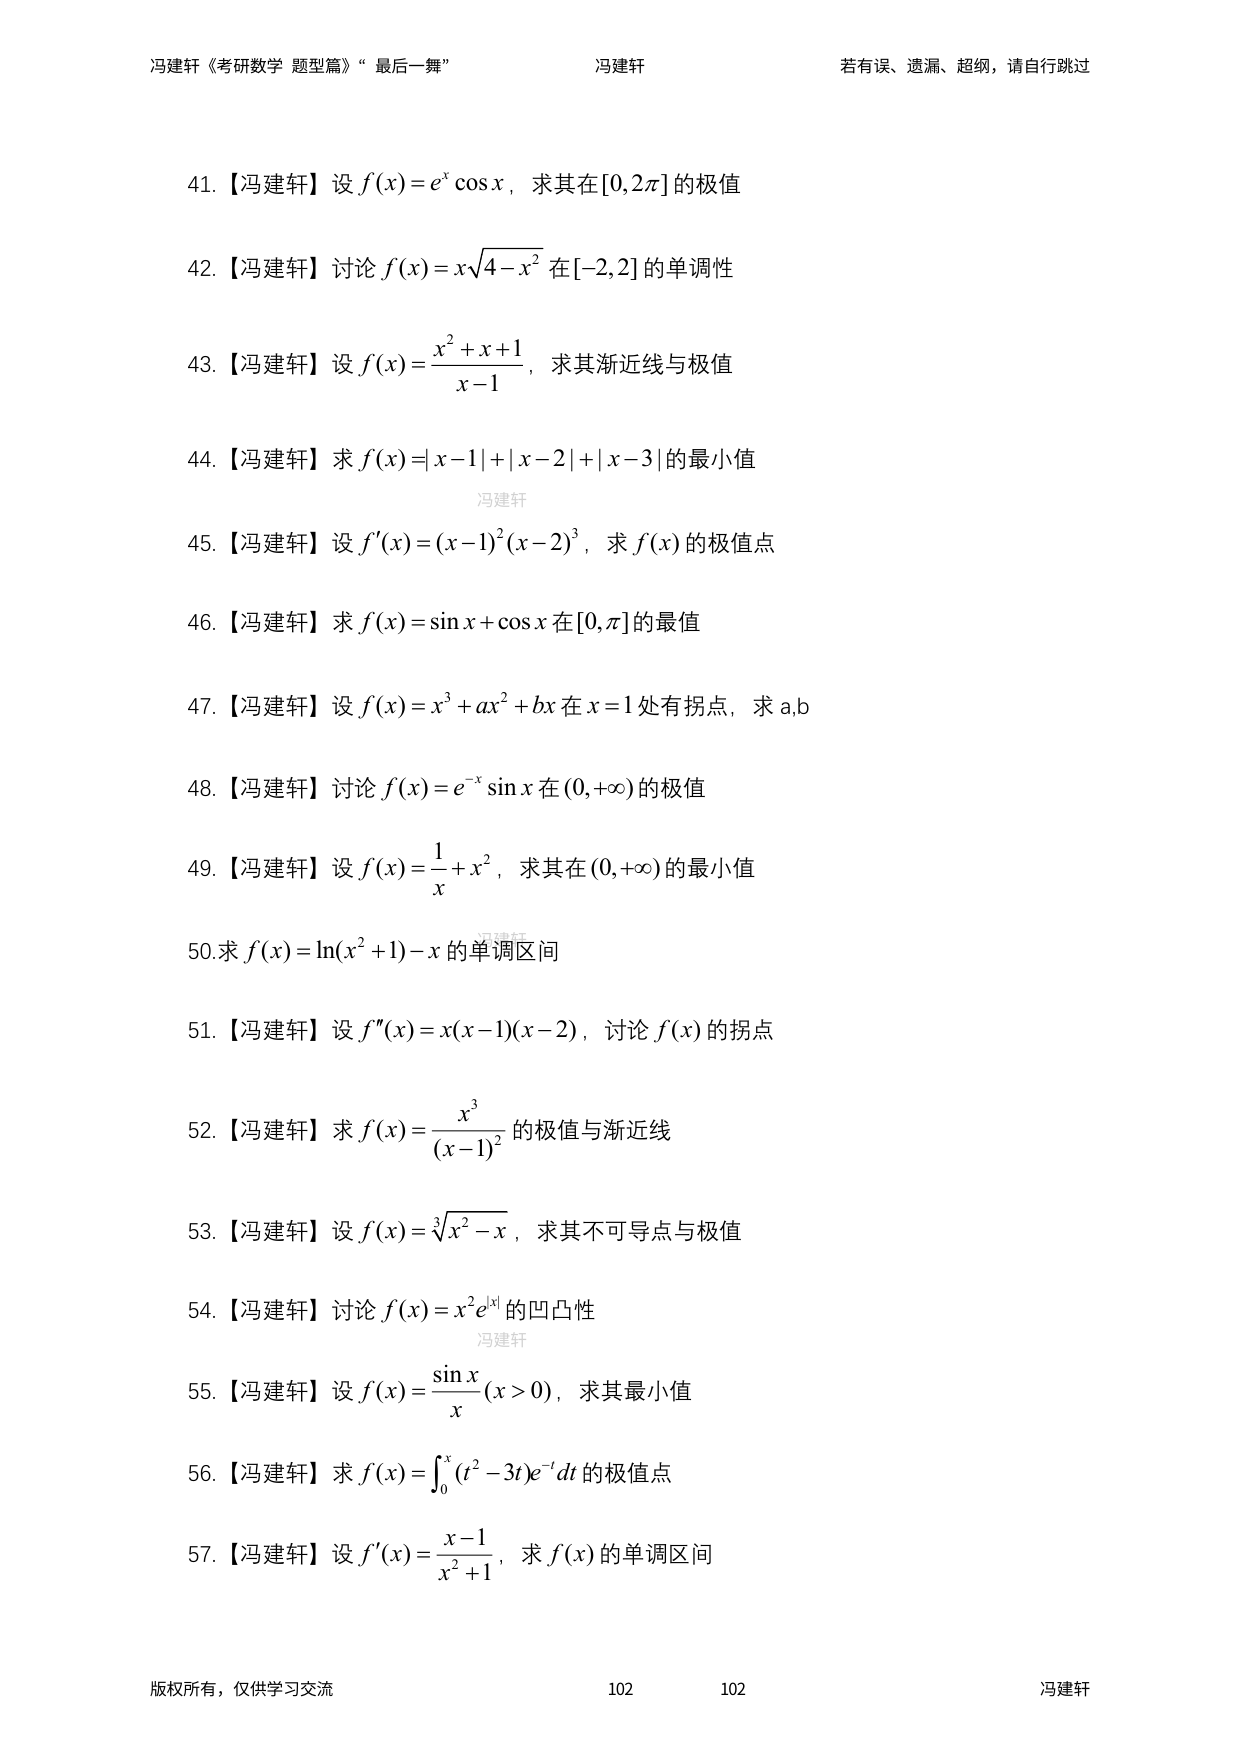 冯建轩《考研数学 题型篇》“ 最后一舞” 冯建轩 若有误、遗漏、超纲，请自行跳过
41.【冯建轩】设 f(x)=e^x cos x，求其在[0,2π]的极值
42.【冯建轩】讨论 f(x)=x√(4−x²) 在[−2,2]的单调性
43.【冯建轩】设 f(x)=(x²+x+1)/(x−1)，求其渐近线与极值
44.【冯建轩】求 f(x)=|x−1|+|x−2|+|x−3|的最小值
冯建轩
45.【冯建轩】设 f′(x)=(x−1)²(x−2)³，求 f(x) 的极值点
46.【冯建轩】求 f(x)=sin x+cos x 在[0,π]的最值
47.【冯建轩】设 f(x)=x³+ax²+bx 在 x=1 处有拐点，求 a,b
48.【冯建轩】讨论 f(x)=e^(−x) sin x 在(0,+∞)的极值
49.【冯建轩】设 f(x)=1/x+x²，求其在(0,+∞)的最小值
冯建轩
50.求 f(x)=ln(x²+1)−x 的单调区间
51.【冯建轩】设 f″(x)=x(x−1)(x−2)，讨论 f(x) 的拐点
52.【冯建轩】求 f(x)=x³/(x−1)² 的极值与渐近线
53.【冯建轩】设 f(x)=∛(x²−x)，求其不可导点与极值
54.【冯建轩】讨论 f(x)=x²e^|x| 的凹凸性
冯建轩
55.【冯建轩】设 f(x)=sin x/x (x>0)，求其最小值
56.【冯建轩】求 f(x)=∫₀^x (t²−3t)e^(−t)dt 的极值点
57.【冯建轩】设 f′(x)=(x−1)/(x²+1)，求 f(x) 的单调区间
版权所有，仅供学习交流 102 102 冯建轩